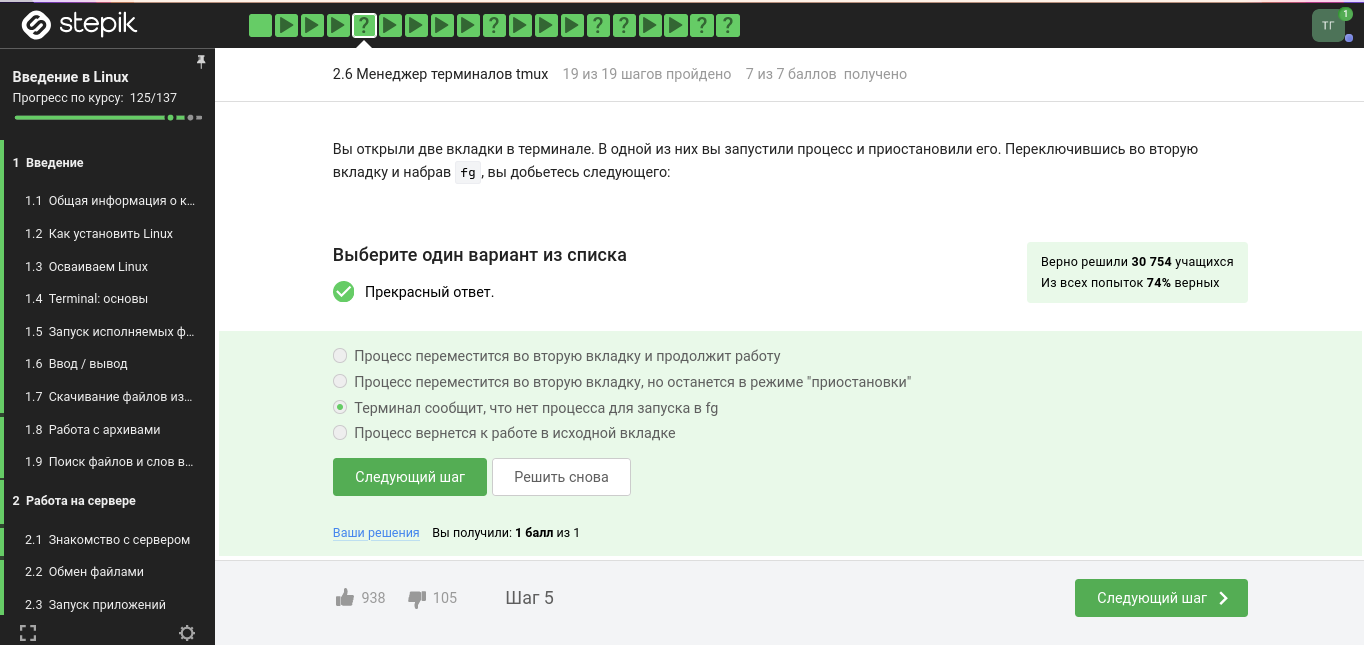 stepik
? ? ? ? ? ?
ТГ
1
Введение в Linux
Прогресс по курсу: 125/137
1 Введение
1.1 Общая информация о к...
1.2 Как установить Linux
1.3 Осваиваем Linux
1.4 Terminal: основы
1.5 Запуск исполняемых ф...
1.6 Ввод / вывод
1.7 Скачивание файлов из...
1.8 Работа с архивами
1.9 Поиск файлов и слов в...
2 Работа на сервере
2.1 Знакомство с сервером
2.2 Обмен файлами
2.3 Запуск приложений
2.6 Менеджер терминалов tmux 19 из 19 шагов пройдено 7 из 7 баллов получено
Вы открыли две вкладки в терминале. В одной из них вы запустили процесс и приостановили его. Переключившись во вторую
вкладку и набрав fg, вы добьетесь следующего:
Выберите один вариант из списка
Прекрасный ответ.
Верно решили 30 754 учащихся
Из всех попыток 74% верных
Процесс переместится во вторую вкладку и продолжит работу
Процесс переместится во вторую вкладку, но останется в режиме "приостановки"
Терминал сообщит, что нет процесса для запуска в fg
Процесс вернется к работе в исходной вкладке
Следующий шаг Решить снова
Ваши решения Вы получили: 1 балл из 1
938 105 Шаг 5 Следующий шаг